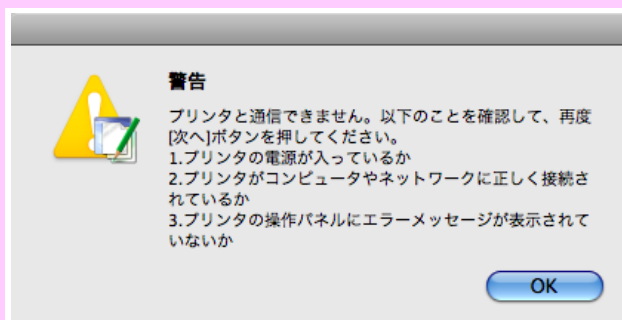 警告
プリンタと通信できません。以下のことを確認して、再度
[次へ]ボタンを押してください。
1.プリンタの電源が入っているか
2.プリンタがコンピュータやネットワークに正しく接続さ
れているか
3.プリンタの操作パネルにエラーメッセージが表示されて
いないか
OK